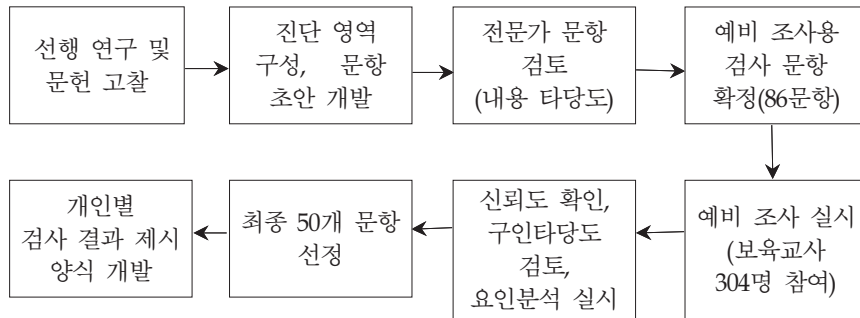 선행 연구 및
문헌 고찰
진단 영역
구성, 문항
초안 개발
전문가 문항
검토
(내용 타당도)
예비 조사용
검사 문항
확정(86문항)
예비 조사 실시
(보육교사
304명 참여)
신뢰도 확인,
구인타당도
검토,
요인분석 실시
최종 50개 문항
선정
개인별
검사 결과 제시
양식 개발